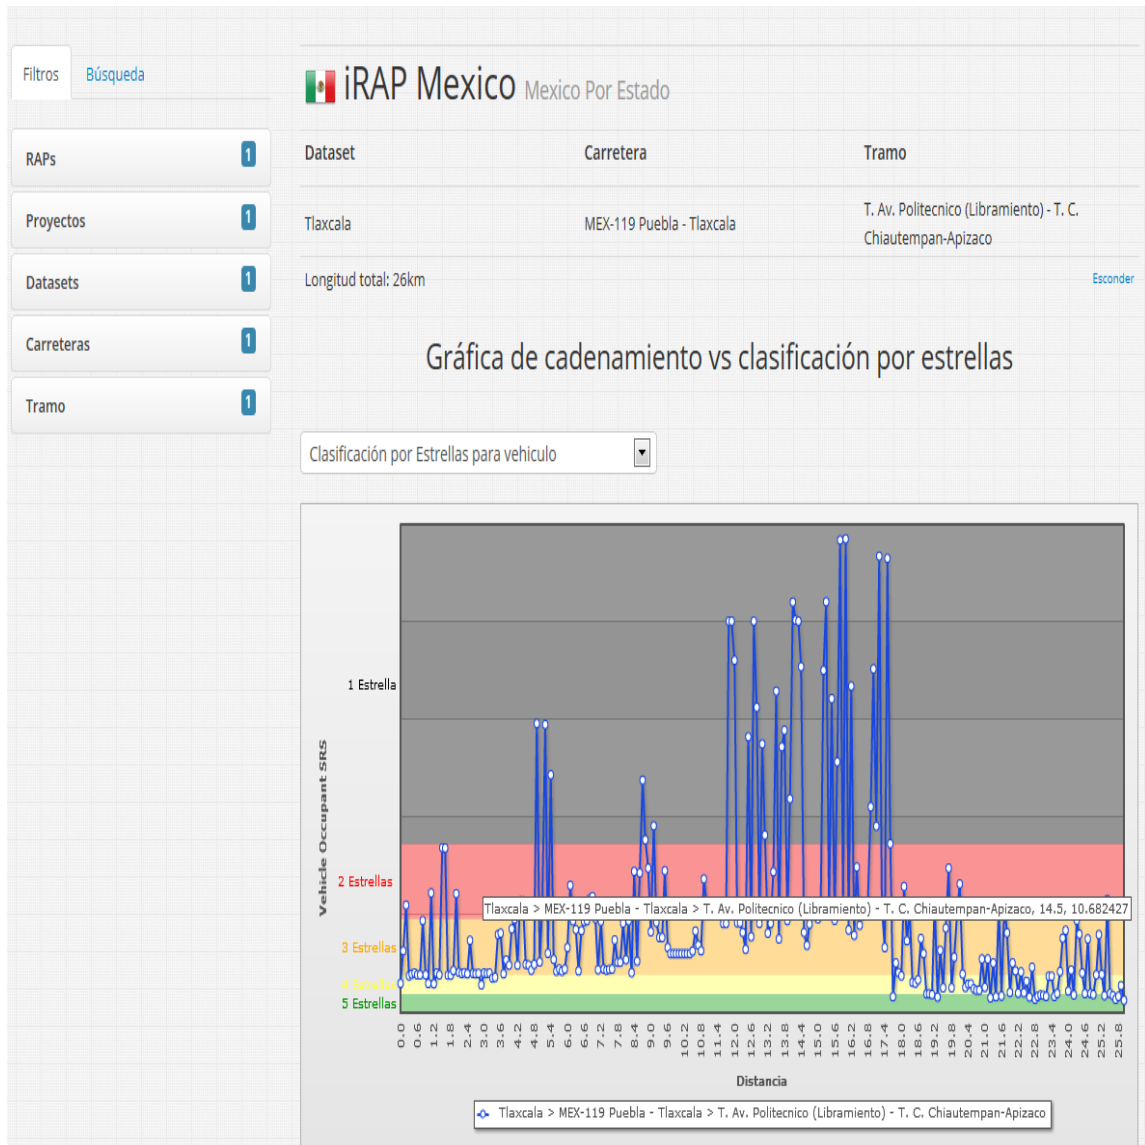 Filtros Búsqueda
iRAP Mexico Mexico Por Estado
RAPs 1
Proyectos 1
Datasets 1
Carreteras 1
Tramo 1
Dataset Carretera Tramo
Tlaxcala MEX-119 Puebla - Tlaxcala T. Av. Politecnico (Libramiento) - T. C.
Chiautempan-Apizaco
Longitud total: 26km Esconder
Gráfica de cadenamiento vs clasificación por estrellas
Clasificación por Estrellas para vehiculo
Vehicle Occupant SRS
1 Estrella
2 Estrellas
3 Estrellas
4 Estrellas
5 Estrellas
Tlaxcala > MEX-119 Puebla - Tlaxcala > T. Av. Politecnico (Libramiento) - T. C. Chiautempan-Apizaco, 14.5, 10.682427
0.0 0.6 1.2 1.8 2.4 3.0 3.6 4.2 4.8 5.4 6.0 6.6 7.2 7.8 8.4 9.0 9.6 10.2 10.8 11.4 12.0 12.6 13.2 13.8 14.4 15.0 15.6 16.2 16.8 17.4 18.0 18.6 19.2 19.8 20.4 21.0 21.6 22.2 22.8 23.4 24.0 24.6 25.2 25.8
Distancia
Tlaxcala > MEX-119 Puebla - Tlaxcala > T. Av. Politecnico (Libramiento) - T. C. Chiautempan-Apizaco